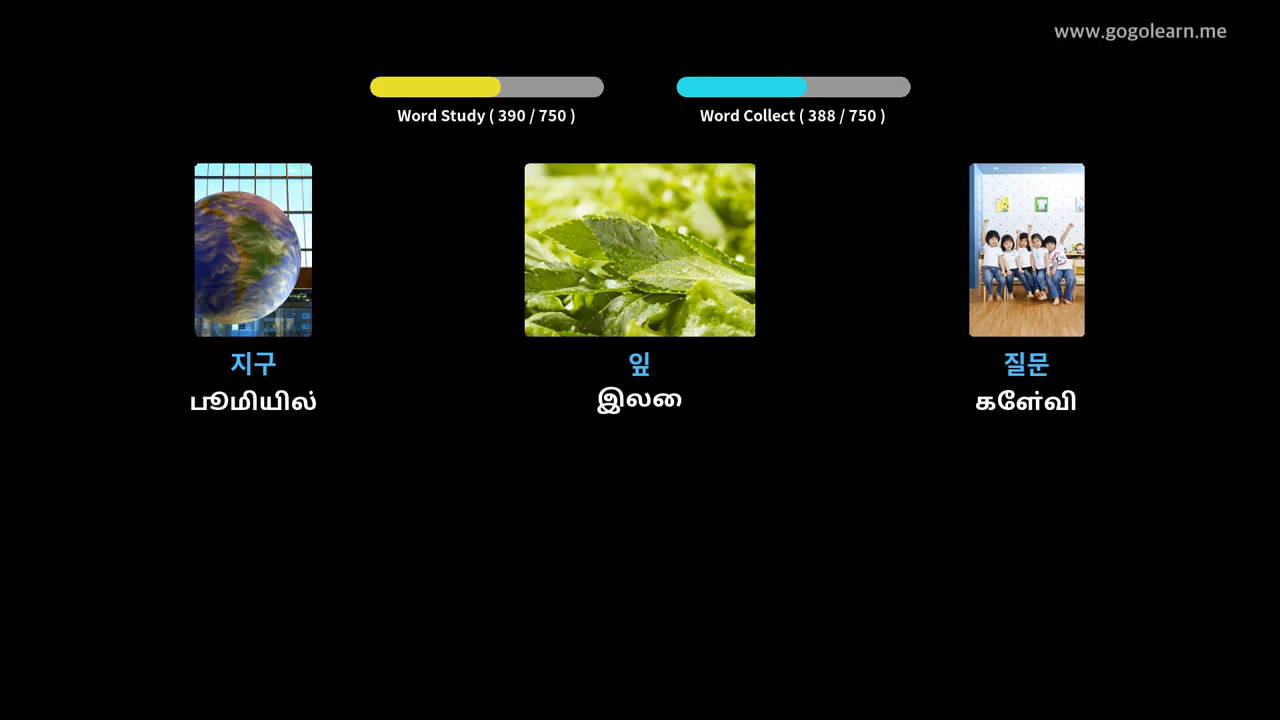 www.gogolearn.me
Word Study ( 390 / 750 )
Word Collect ( 388 / 750 )
지구
잎
질문
பூமியில்
இலை
கேள்வி